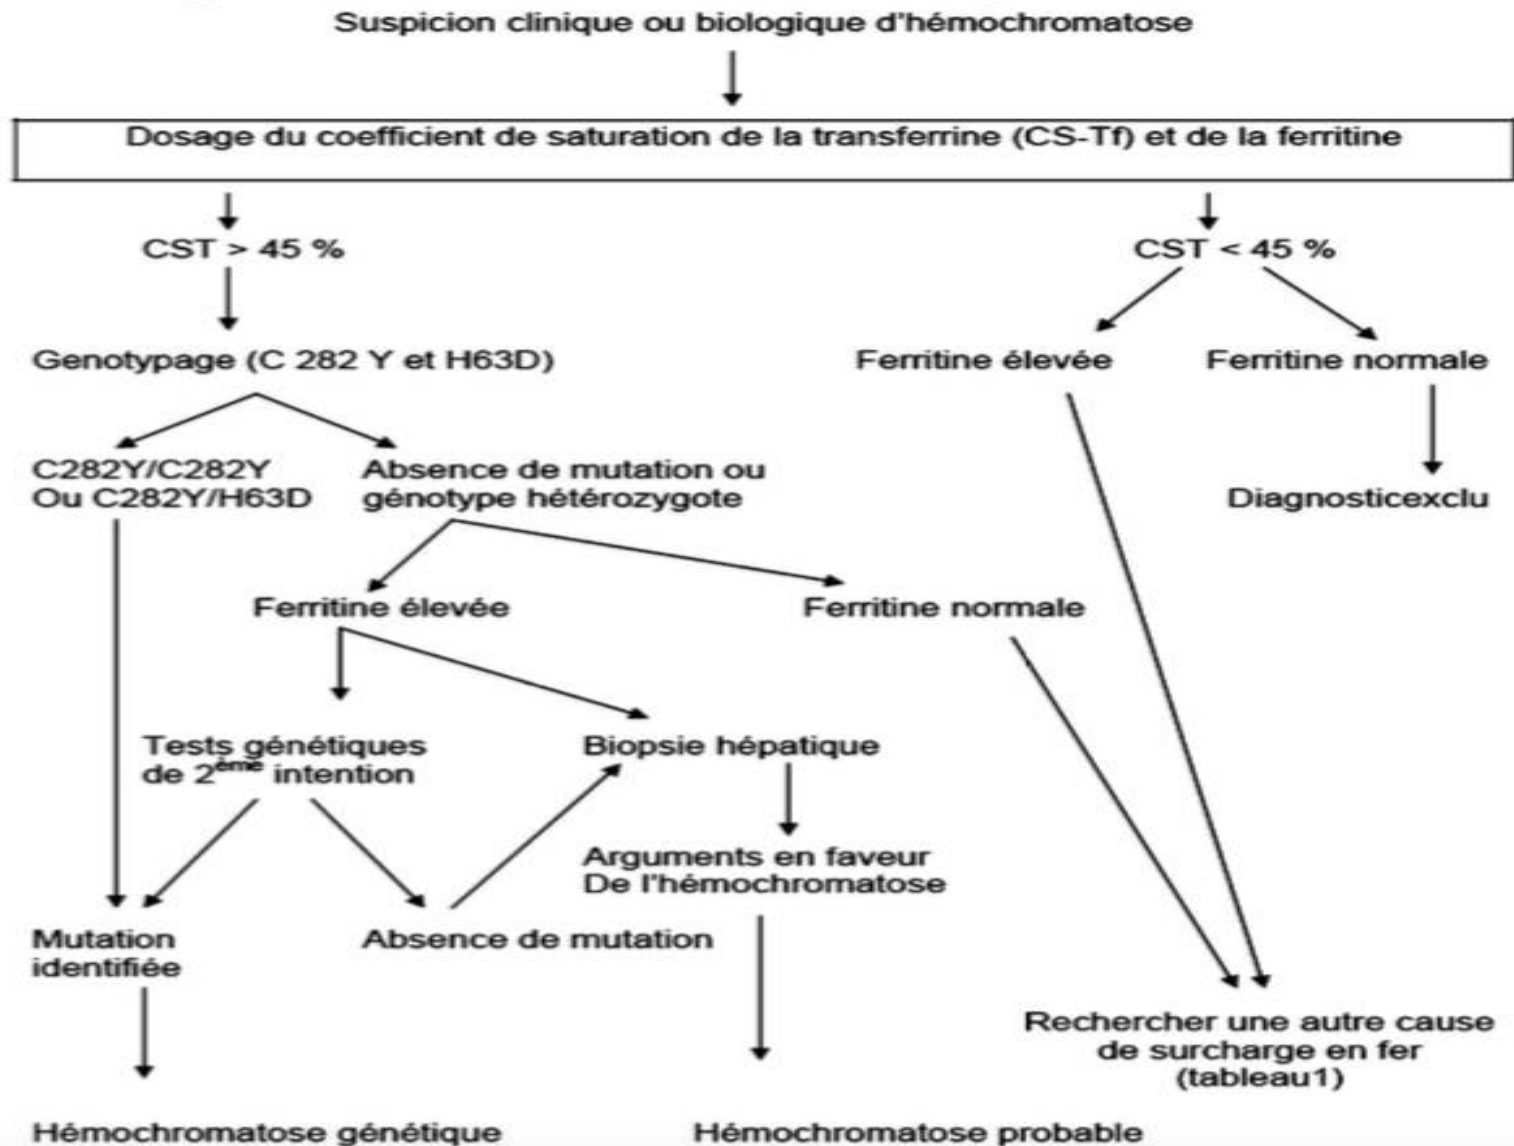 Suspicion clinique ou biologique d'hémochromatose
Dosage du coefficient de saturation de la transferrine (CS-Tf) et de la ferritine
CST > 45 %
CST < 45 %
Genotypage (C 282 Y et H63D)
Ferritine élevée
Ferritine normale
C282Y/C282Y
Ou C282Y/H63D
Absence de mutation ou
génotype hétérozygote
Diagnosticexclu
Ferritine élevée
Ferritine normale
Tests génétiques
de 2ème intention
Biopsie hépatique
Arguments en faveur
De l'hémochromatose
Mutation
identifiée
Absence de mutation
Rechercher une autre cause
de surcharge en fer
(tableau1)
Hémochromatose génétique
Hémochromatose probable